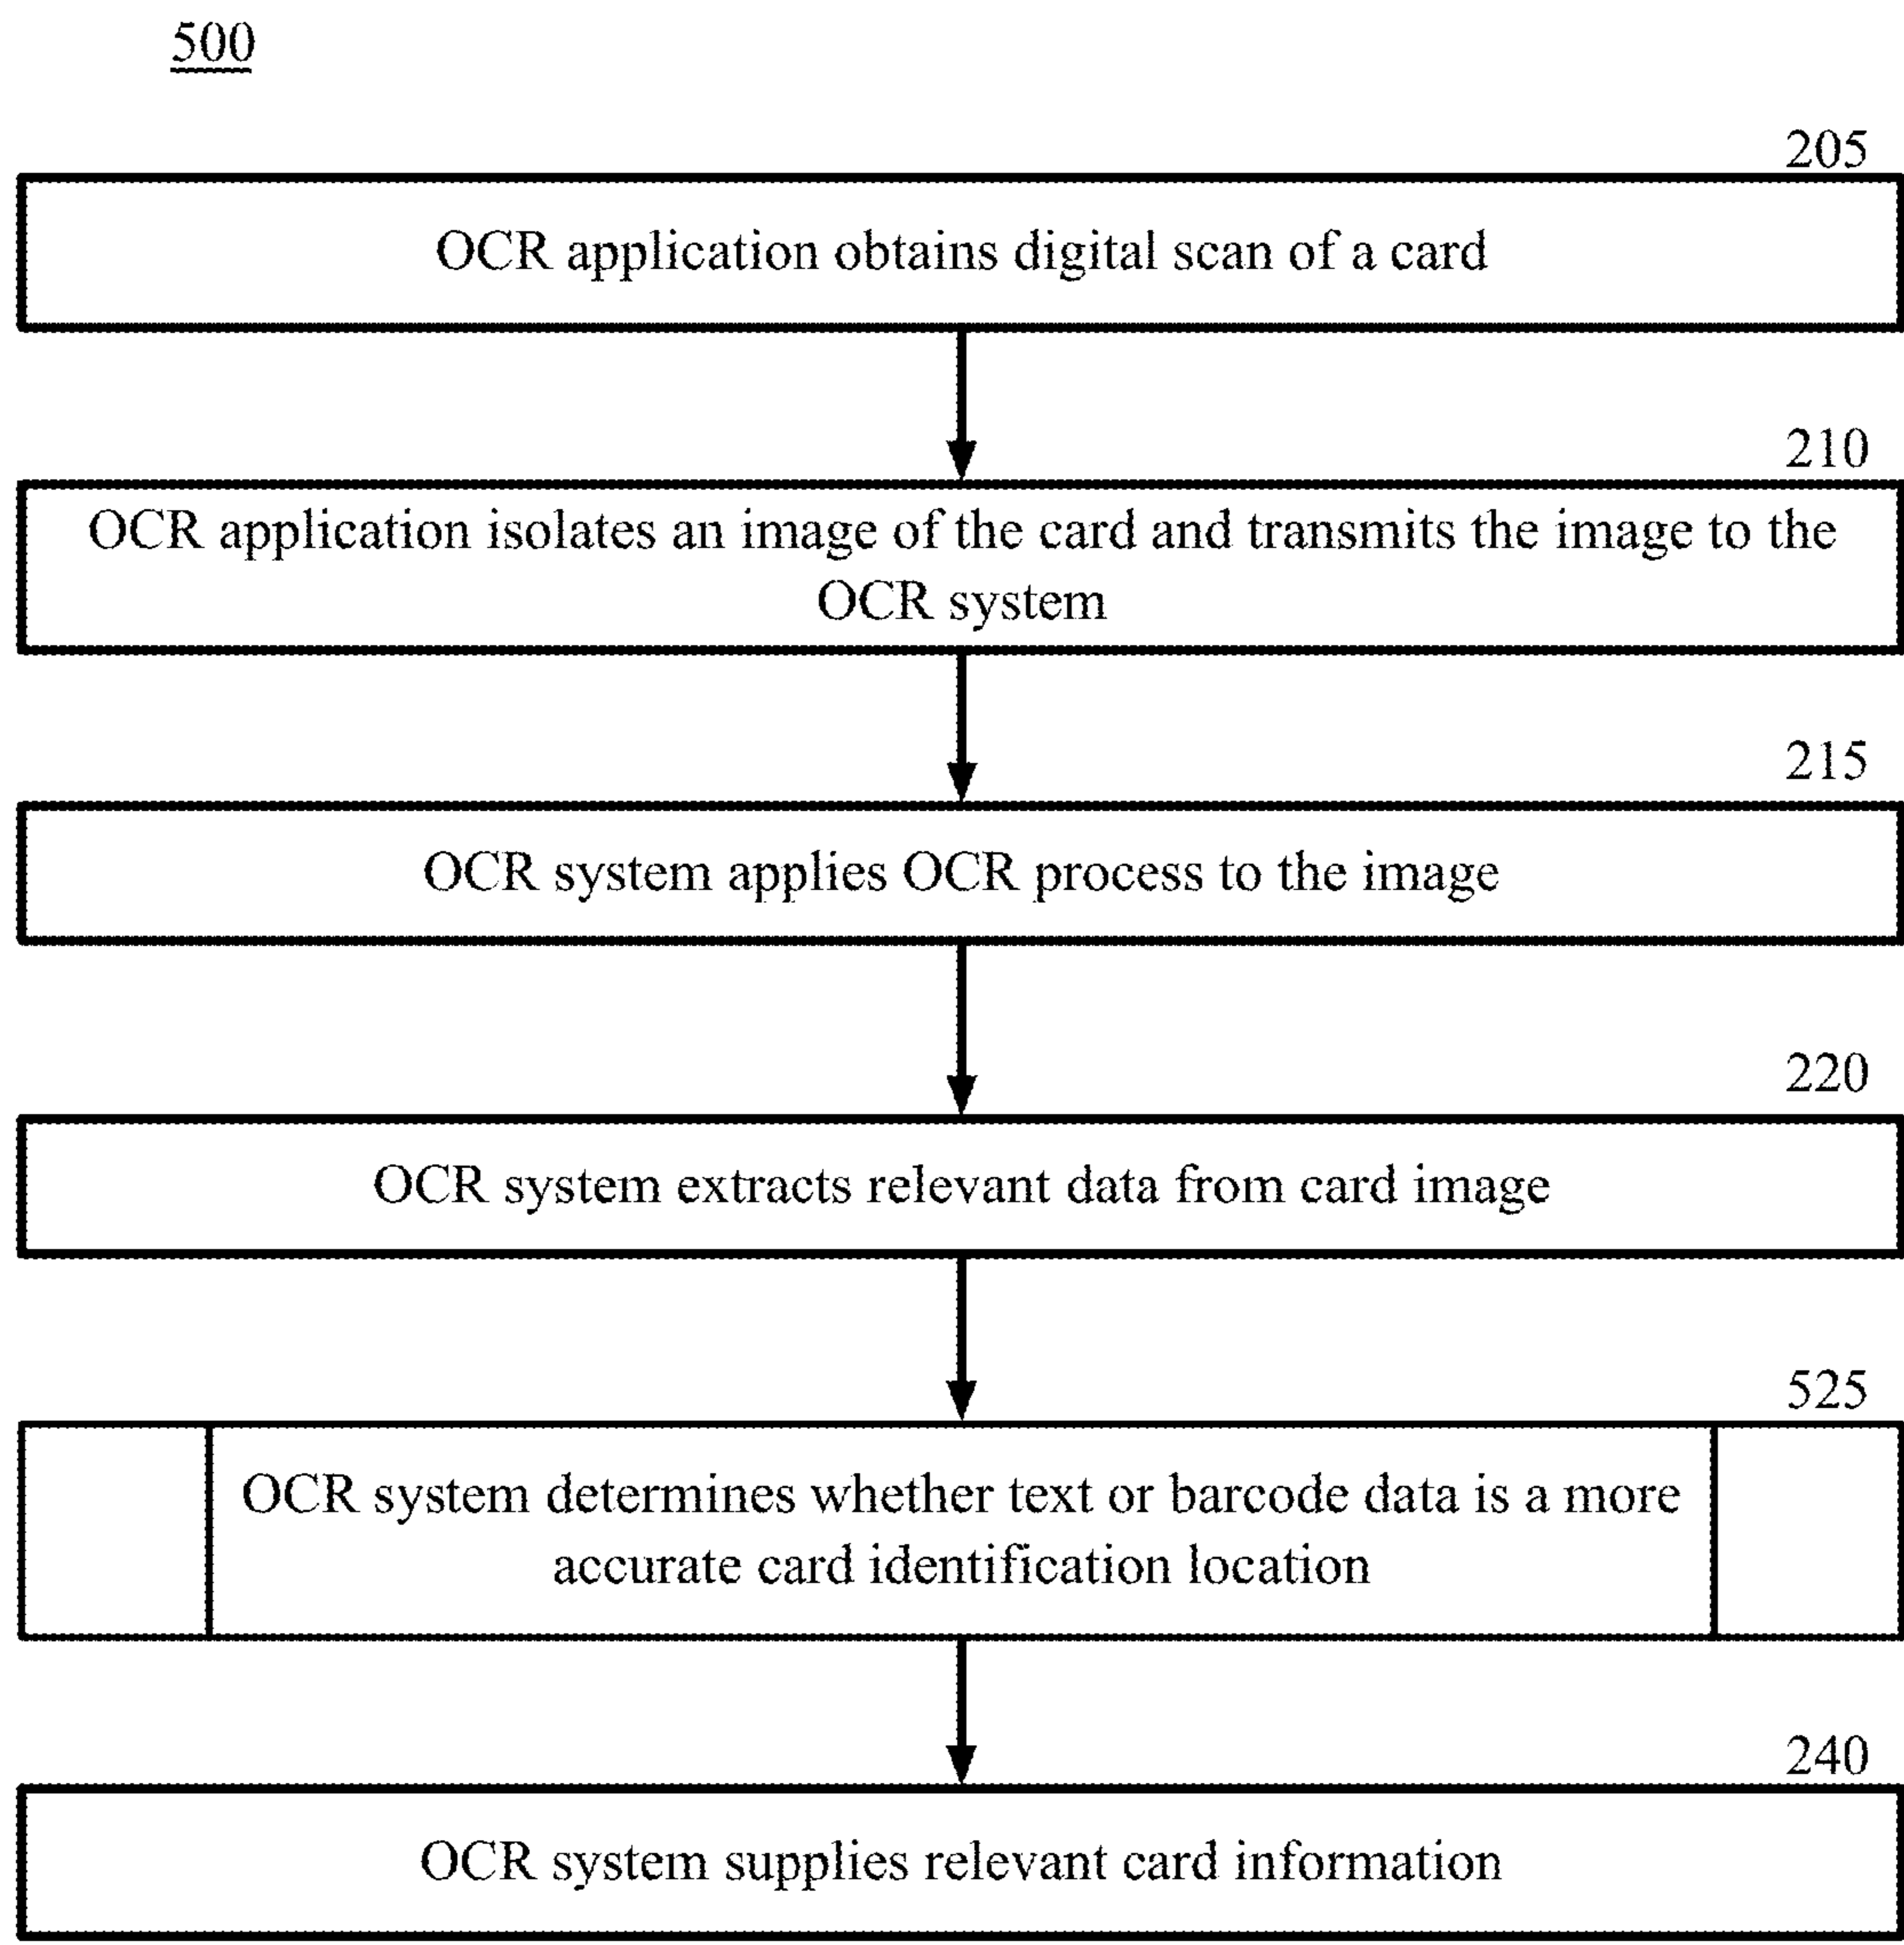 500
205
OCR application obtains digital scan of a card
210
OCR application isolates an image of the card and transmits the image to the
OCR system
215
OCR system applies OCR process to the image
220
OCR system extracts relevant data from card image
525
OCR system determines whether text or barcode data is a more
accurate card identification location
240
OCR system supplies relevant card information